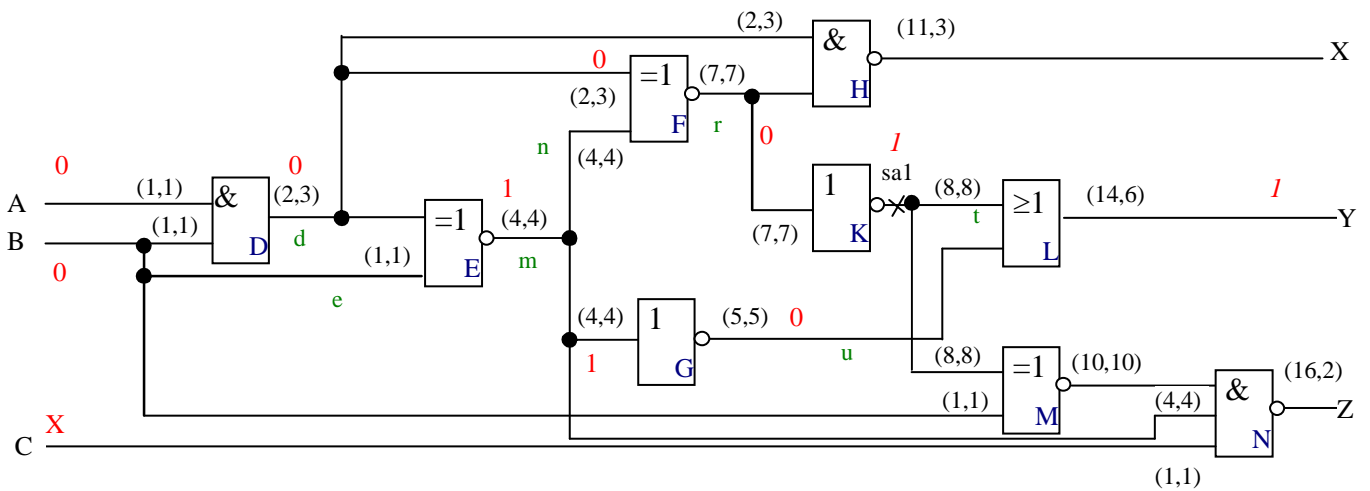 (2,3)
(11,3)
&
H
X
0
=1
(7,7)
(2,3)
F
r
n
(4,4)
0
1
0
0
(1,1)
&
(2,3)
A
1
(4,4)
1
sa1
(8,8)
≥1
(14,6)
1
B
(1,1)
D
d
=1
(7,7)
K
t
L
Y
0
(1,1)
E
m
e
(4,4)
1
(5,5)
0
1
G
u
(8,8)
=1
(10,10)
(16,2)
(1,1)
M
(4,4)
&
X
C
N
Z
(1,1)